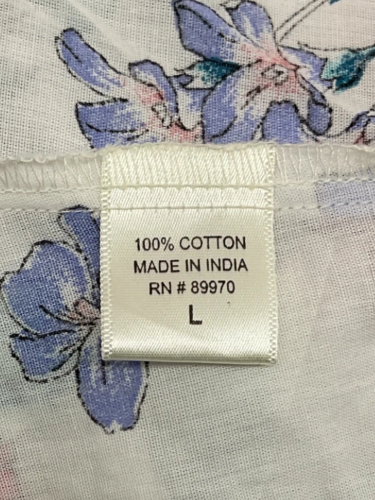 100% COTTON
MADE IN INDIA
RN # 89970
L